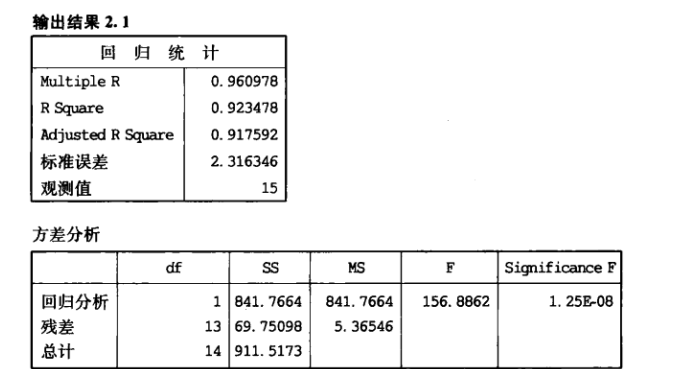 输出结果 2.1
回 归 统 计
Multiple R 0.960978
R Square 0.923478
Adjusted R Square 0.917592
标准误差 2.316346
观测值 15
方差分析
df SS MS F Significance F
回归分析 1 841.7664 841.7664 156.8862 1.25E-08
残差 13 69.75098 5.36546
总计 14 911.5173